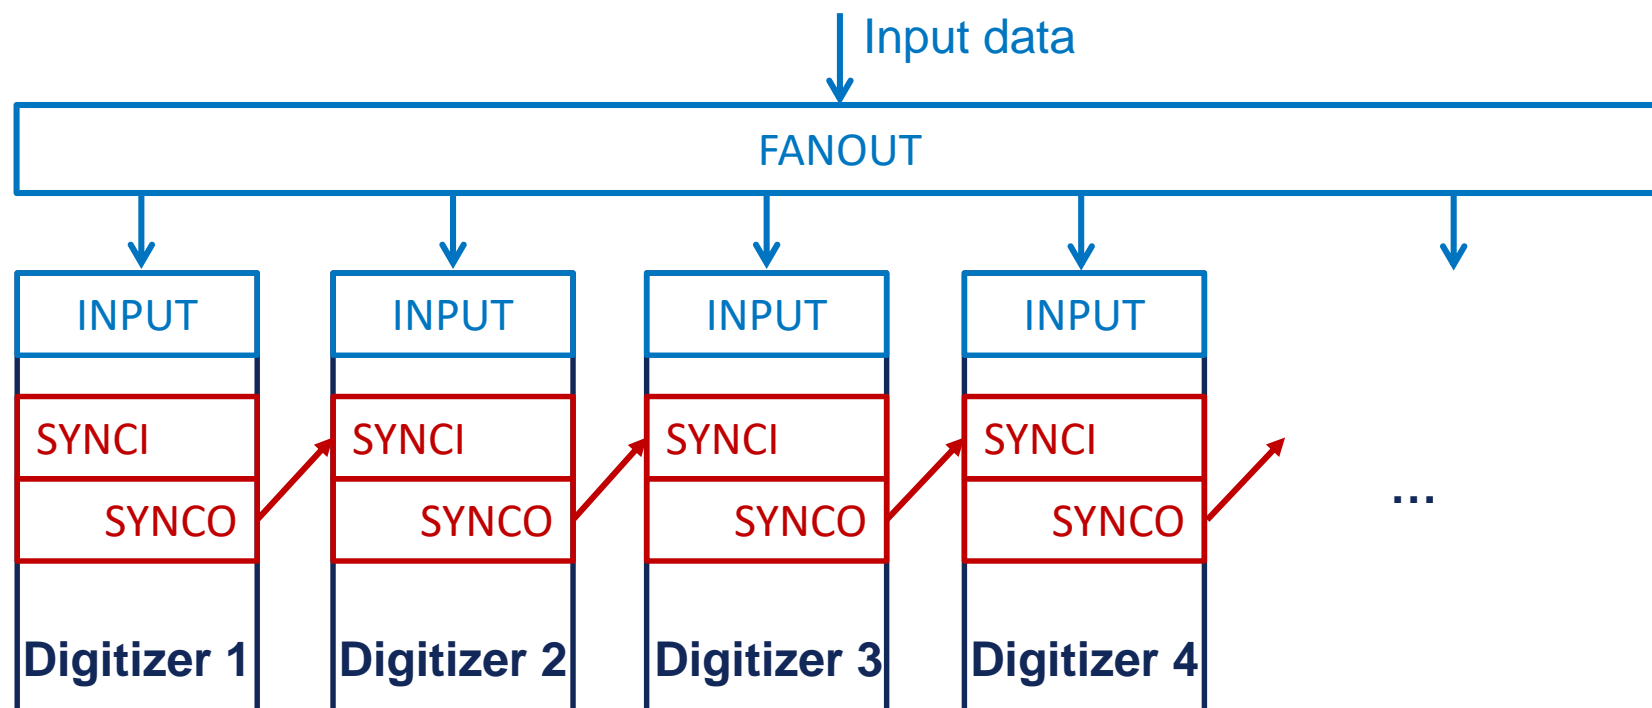 Input data
FANOUT
INPUT INPUT INPUT INPUT
SYNCI SYNCI SYNCI SYNCI
SYNCO SYNCO SYNCO SYNCO
...
Digitizer 1 Digitizer 2 Digitizer 3 Digitizer 4